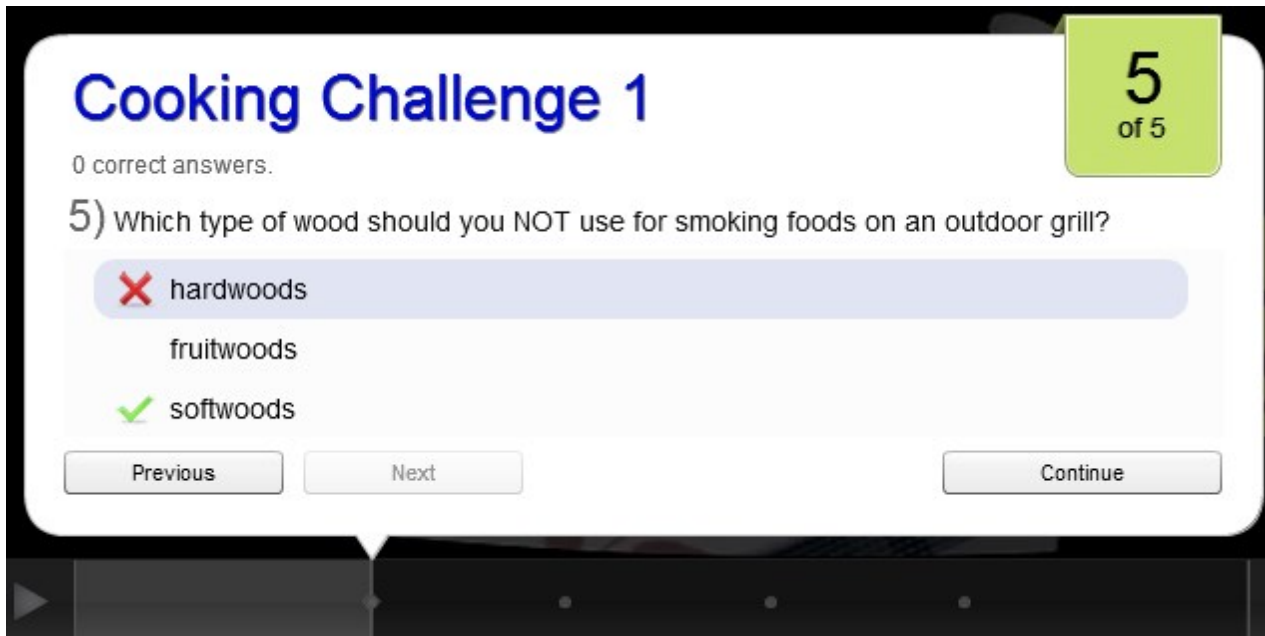 Cooking Challenge 1
5
of 5
0 correct answers.
5) Which type of wood should you NOT use for smoking foods on an outdoor grill?
hardwoods
fruitwoods
softwoods
Previous
Next
Continue